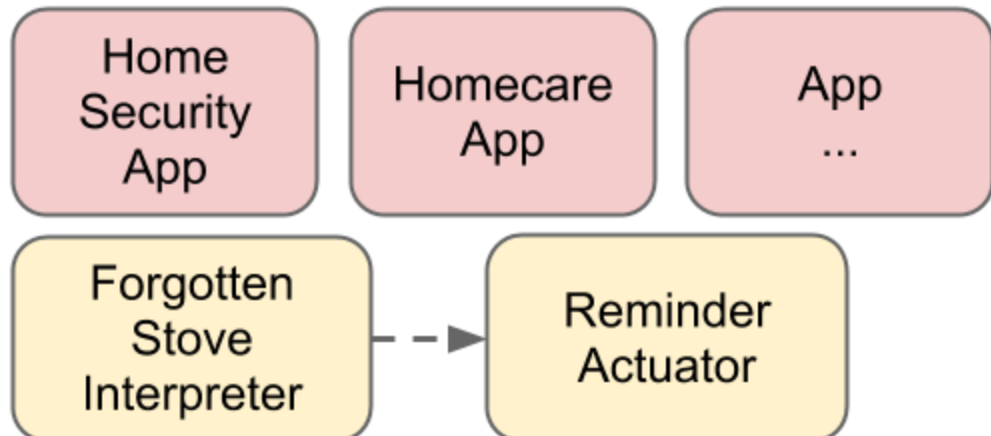 Home
Security
App
Homecare
App
App
...
Forgotten
Stove
Interpreter
Reminder
Actuator